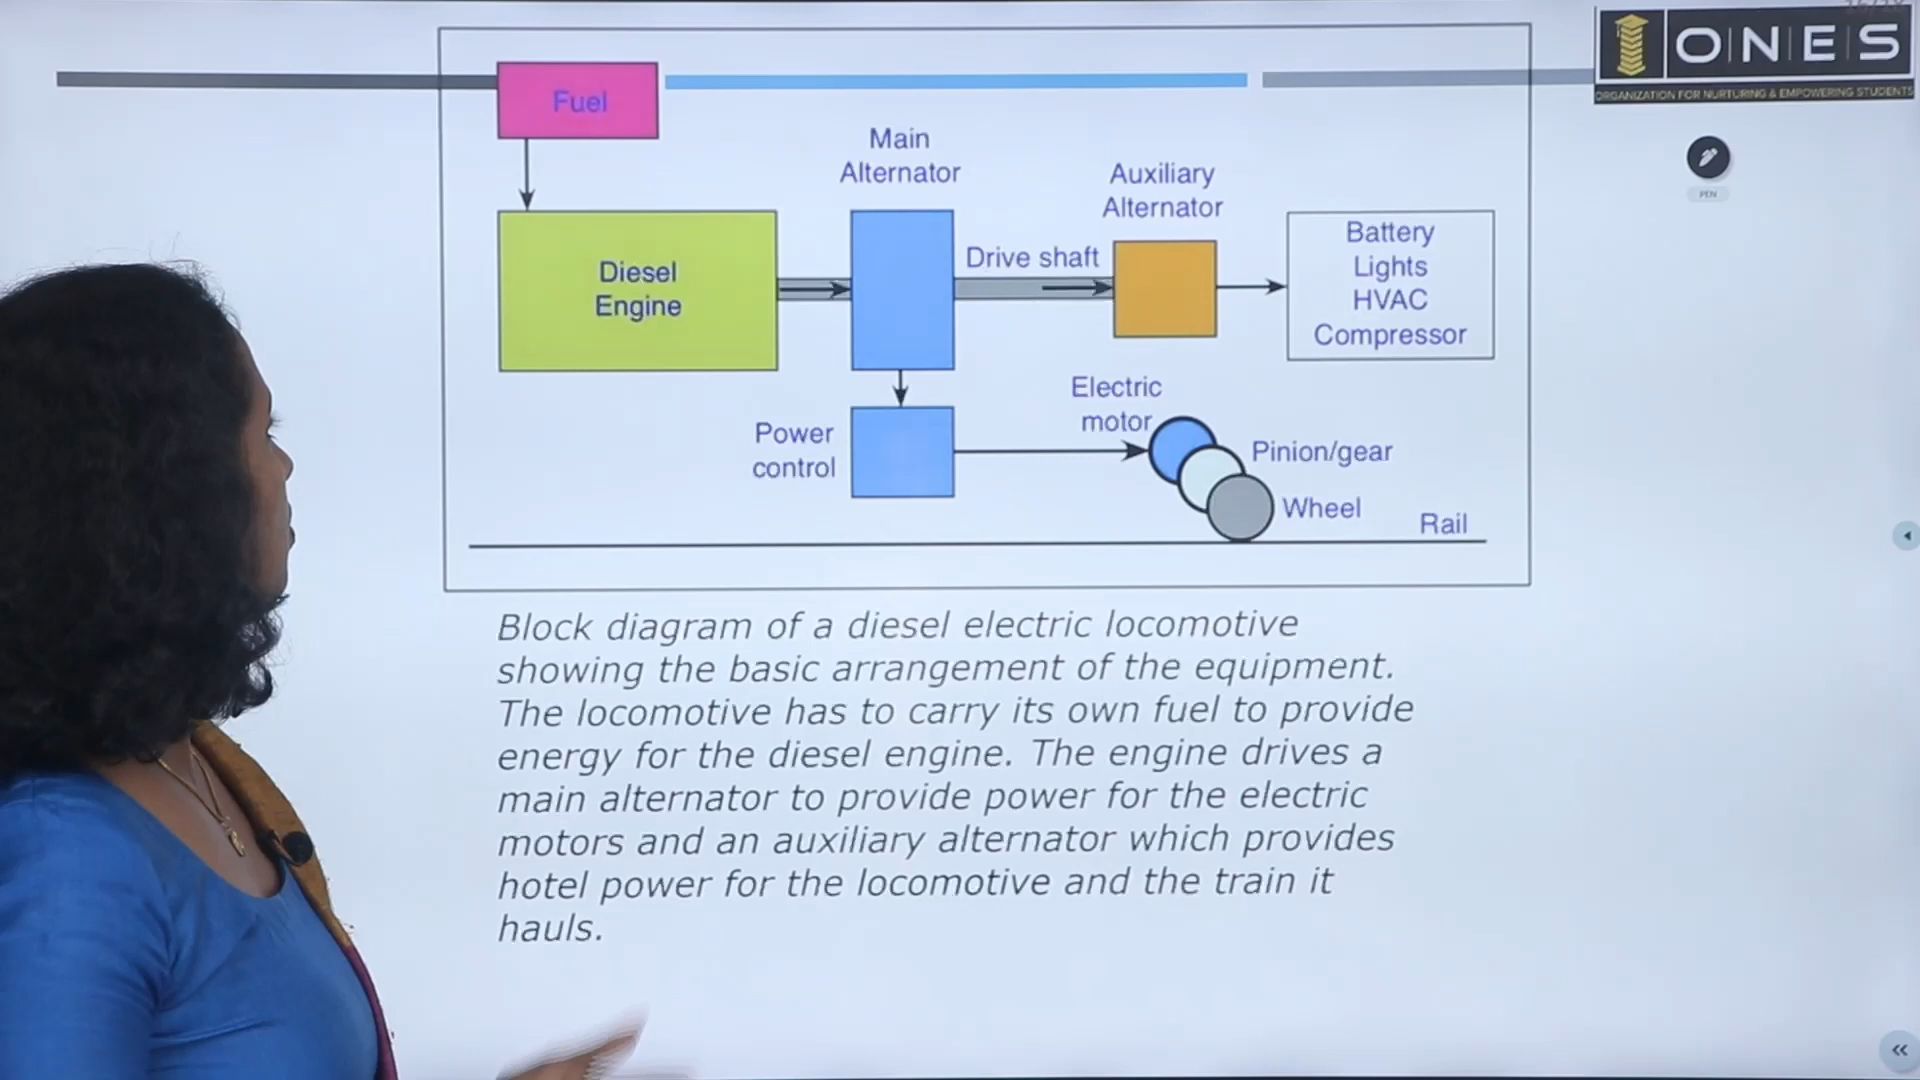 O|N|E|S
ORGANIZATION FOR NURTURING & EMPOWERING STUDENTS
PEN
Fuel
Main
Alternator
Auxiliary
Alternator
Diesel
Engine
Drive shaft
Battery
Lights
HVAC
Compressor
Power
control
Electric
motor
Pinion/gear
Wheel
Rail
Block diagram of a diesel electric locomotive
showing the basic arrangement of the equipment.
The locomotive has to carry its own fuel to provide
energy for the diesel engine. The engine drives a
main alternator to provide power for the electric
motors and an auxiliary alternator which provides
hotel power for the locomotive and the train it
hauls.